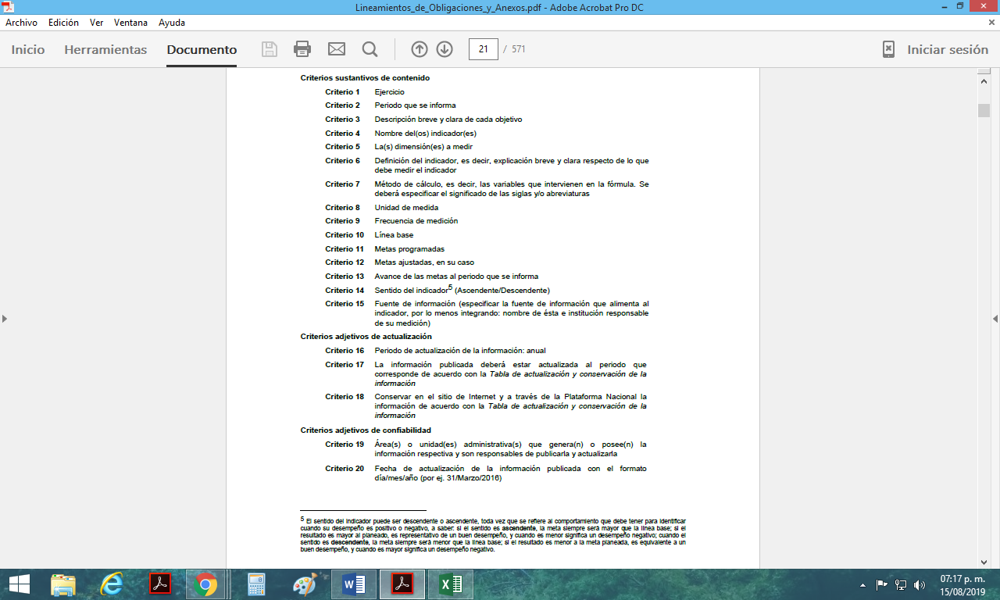 Lineamientos_de_Obligaciones_y_Anexos.pdf - Adobe Acrobat Pro DC
Archivo Edición Ver Ventana Ayuda
Inicio Herramientas Documento 21 / 571 Iniciar sesión
Criterios sustantivos de contenido
Criterio 1 Ejercicio
Criterio 2 Periodo que se informa
Criterio 3 Descripción breve y clara de cada objetivo
Criterio 4 Nombre del(os) indicador(es)
Criterio 5 La(s) dimensión(es) a medir
Criterio 6 Definición del indicador, es decir, explicación breve y clara respecto de lo que
debe medir el indicador
Criterio 7 Método de cálculo, es decir, las variables que intervienen en la fórmula. Se
deberá especificar el significado de las siglas y/o abreviaturas
Criterio 8 Unidad de medida
Criterio 9 Frecuencia de medición
Criterio 10 Línea base
Criterio 11 Metas programadas
Criterio 12 Metas ajustadas, en su caso
Criterio 13 Avance de las metas al periodo que se informa
Criterio 14 Sentido del indicador5 (Ascendente/Descendente)
Criterio 15 Fuente de información (especificar la fuente de información que alimenta al
indicador, por lo menos integrando: nombre de ésta e institución responsable
de su medición)
Criterios adjetivos de actualización
Criterio 16 Periodo de actualización de la información: anual
Criterio 17 La información publicada deberá estar actualizada al periodo que
corresponde de acuerdo con la Tabla de actualización y conservación de la
información
Criterio 18 Conservar en el sitio de Internet y a través de la Plataforma Nacional la
información de acuerdo con la Tabla de actualización y conservación de la
información
Criterios adjetivos de confiabilidad
Criterio 19 Área(s) o unidad(es) administrativa(s) que genera(n) o posee(n) la
información respectiva y son responsables de publicarla y actualizarla
Criterio 20 Fecha de actualización de la información publicada con el formato
día/mes/año (por ej. 31/Marzo/2016)
5 El sentido del indicador puede ser descendente o ascendente, toda vez que se refiere al comportamiento que debe tener para identificar
cuando su desempeño es positivo o negativo, a saber: si el sentido es ascendente, la meta siempre será mayor que la línea base; si el
resultado es mayor al planeado, es representativo de un buen desempeño, y cuando es menor significa un desempeño negativo; cuando el
sentido es descendente, la meta siempre será menor que la línea base; si el resultado es menor a la meta planeada, es equivalente a un
buen desempeño, y cuando es mayor significa un desempeño negativo.
07:17 p. m.
15/08/2019